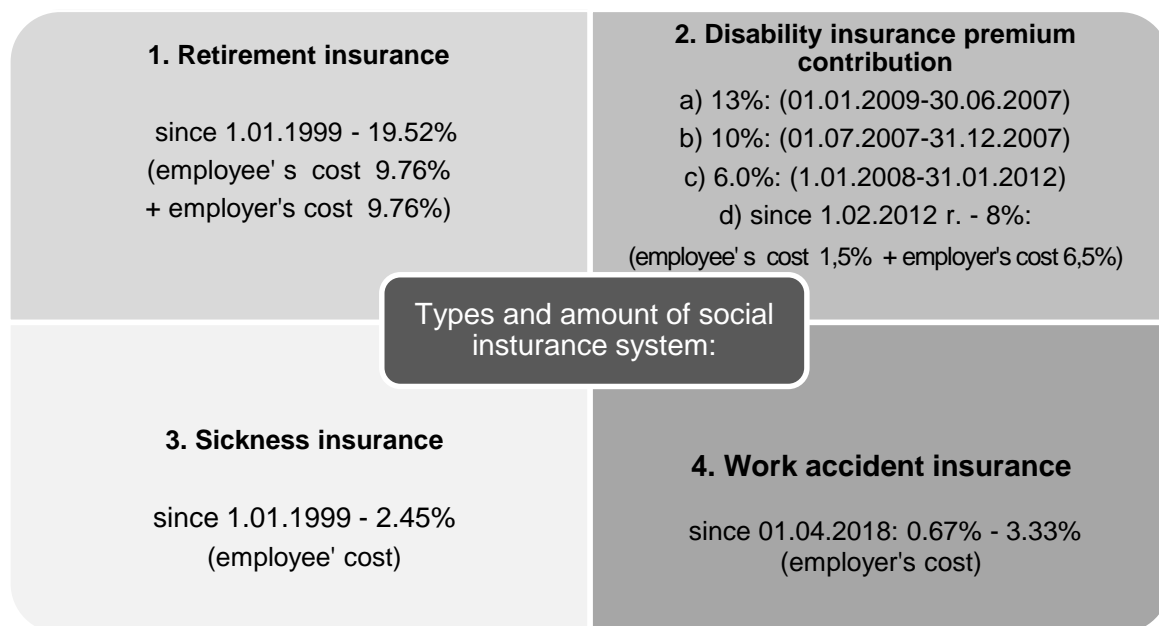 1. Retirement insurance
since 1.01.1999 - 19.52%
(employee' s cost 9.76%
+ employer's cost 9.76%)
2. Disability insurance premium
contribution
a) 13%: (01.01.2009-30.06.2007)
b) 10%: (01.07.2007-31.12.2007)
c) 6.0%: (1.01.2008-31.01.2012)
d) since 1.02.2012 r. - 8%:
(employee' s cost 1,5% + employer's cost 6,5%)
Types and amount of social
insturance system:
3. Sickness insurance
since 1.01.1999 - 2.45%
(employee' cost)
4. Work accident insurance
since 01.04.2018: 0.67% - 3.33%
(employer's cost)